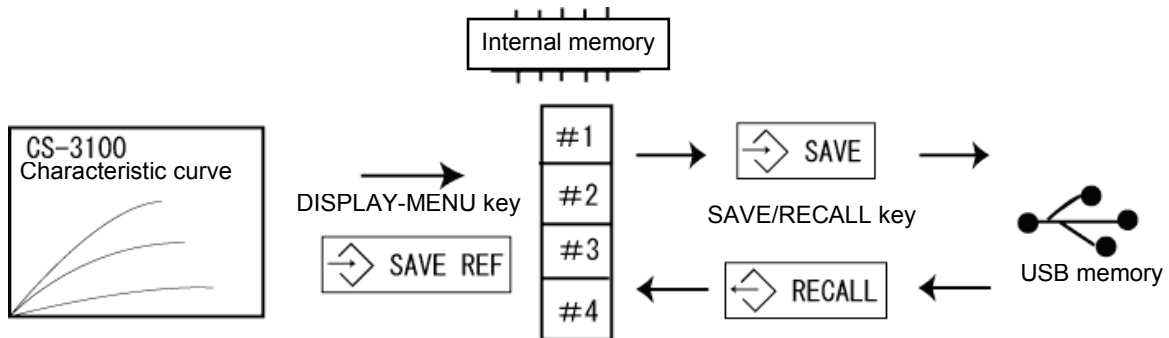 Internal memory
CS-3100
Characteristic curve
DISPLAY-MENU key
SAVE REF
#1
#2
#3
#4
SAVE
SAVE/RECALL key
RECALL
USB memory